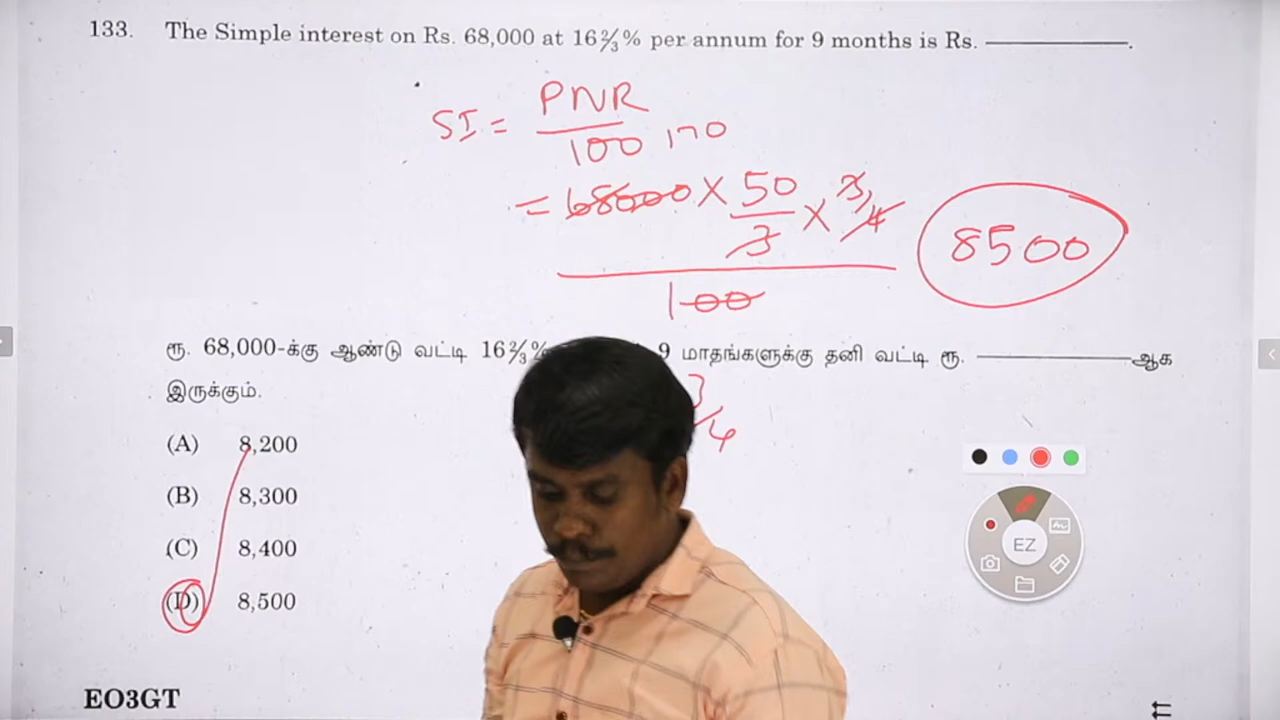 133. The Simple interest on Rs. 68,000 at 16⅔% per annum for 9 months is Rs. ———.
SI = PNR
100
= 68000 × 50/3 × 3/4
100
8500
ரூ. 68,000-க்கு ஆண்டு வட்டி 16⅔% 9 மாதங்களுக்கு தனி வட்டி ரூ. ———ஆக
இருக்கும்.
3/4
(A) 8,200
(B) 8,300
(C) 8,400
(D) 8,500
EZ
EO3GT